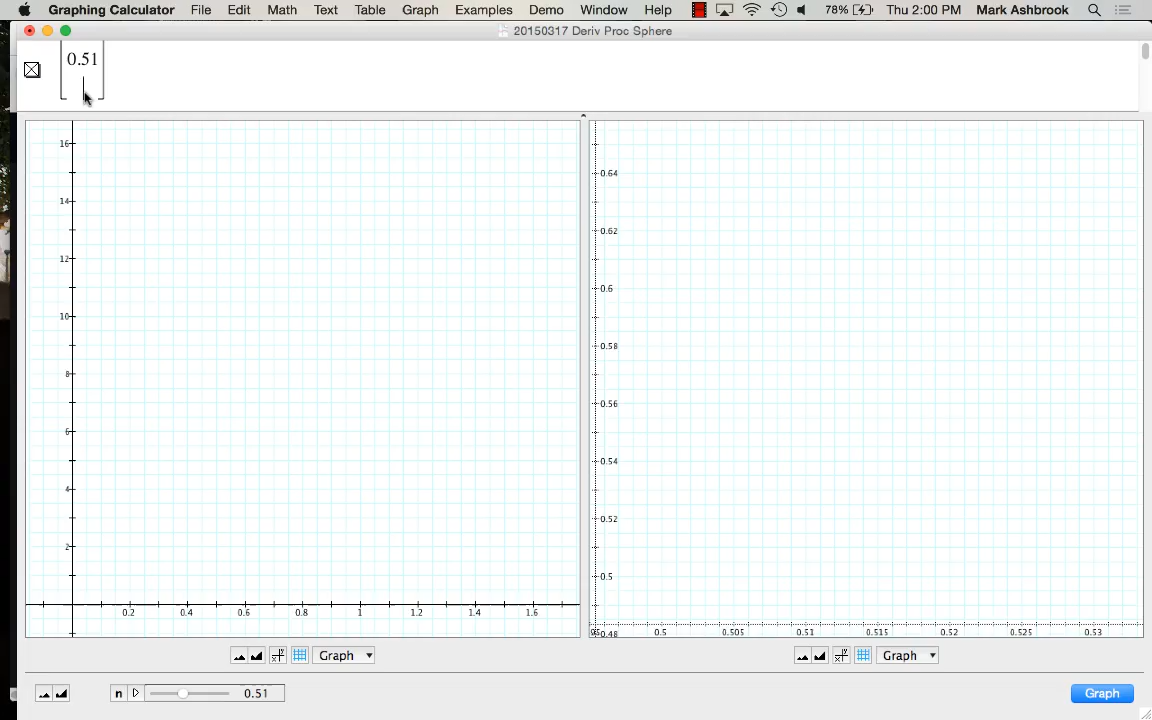 Graphing Calculator File Edit Math Text Table Graph Examples Demo Window Help 78% Thu 2:00 PM Mark Ashbrook
20150317 Deriv Proc Sphere
0.51
16
14
12
10
8
6
4
2
0.2 0.4 0.6 0.8 1 1.2 1.4 1.6
0.64
0.62
0.6
0.58
0.56
0.54
0.52
0.5
0.48
0.5 0.505 0.51 0.515 0.52 0.525 0.53
Graph
Graph
n 0.51
Graph